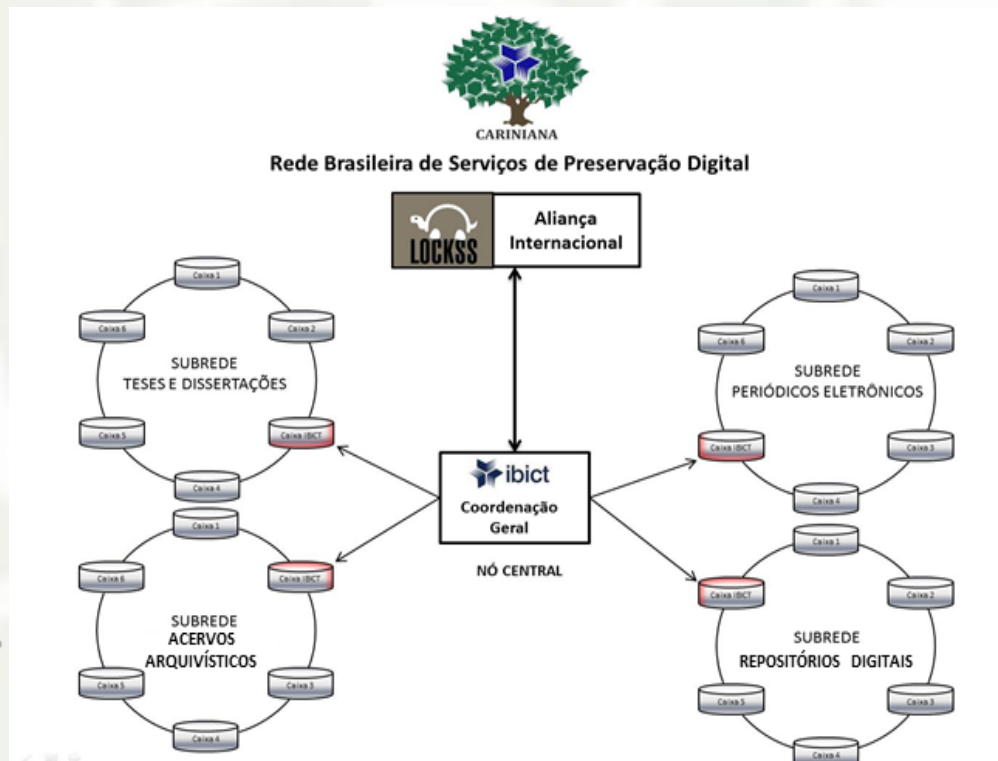 CARINIANA
Rede Brasileira de Serviços de Preservação Digital
LOCKSS
Aliança
Internacional
Caixa 1
Caixa 6
Caixa 2
SUBREDE
TESES E DISSERTAÇÕES
Caixa 5
Caixa IBICT
Caixa 4
Caixa 1
Caixa 6
Caixa 2
SUBREDE
PERIÓDICOS ELETRÔNICOS
Caixa IBICT
Caixa 3
Caixa 4
ibict
Coordenação
Geral
NÓ CENTRAL
Caixa 1
Caixa 6
Caixa IBICT
SUBREDE
ACERVOS
ARQUIVÍSTICOS
Caixa 5
Caixa 3
Caixa 4
Caixa 1
Caixa IBICT
Caixa 2
SUBREDE
REPOSITÓRIOS DIGITAIS
Caixa 5
Caixa 3
Caixa 4